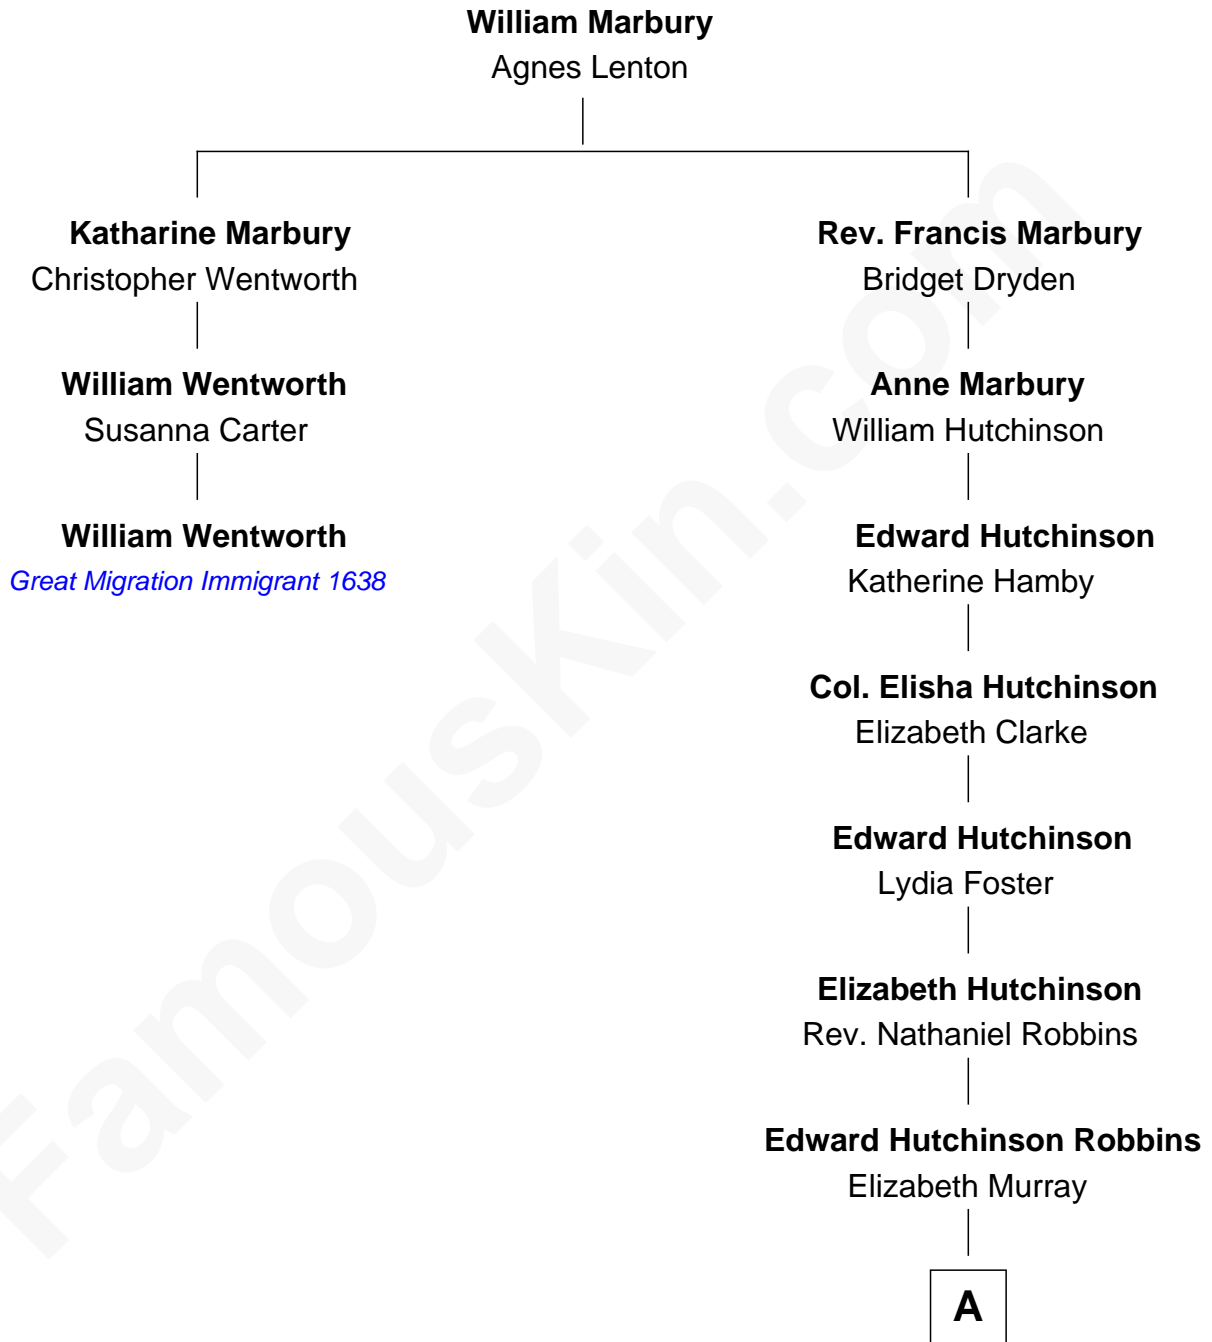 William Marbury
Agnes Lenton
Katharine Marbury
Christopher Wentworth
William Wentworth
Susanna Carter
William Wentworth
Great Migration Immigrant 1638
Rev. Francis Marbury
Bridget Dryden
Anne Marbury
William Hutchinson
Edward Hutchinson
Katherine Hamby
Col. Elisha Hutchinson
Elizabeth Clarke
Edward Hutchinson
Lydia Foster
Elizabeth Hutchinson
Rev. Nathaniel Robbins
Edward Hutchinson Robbins
Elizabeth Murray
A
FamousKin.com